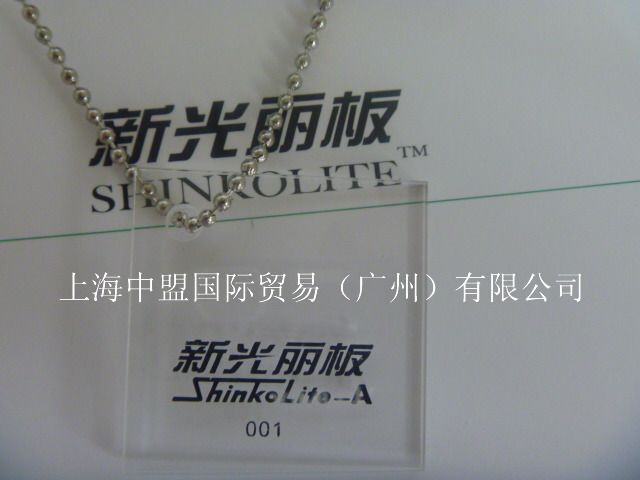 新光丽板
SHINKOLITE™
上海中盟国际贸易（广州）有限公司
新光丽板
ShinkoLite—A
001